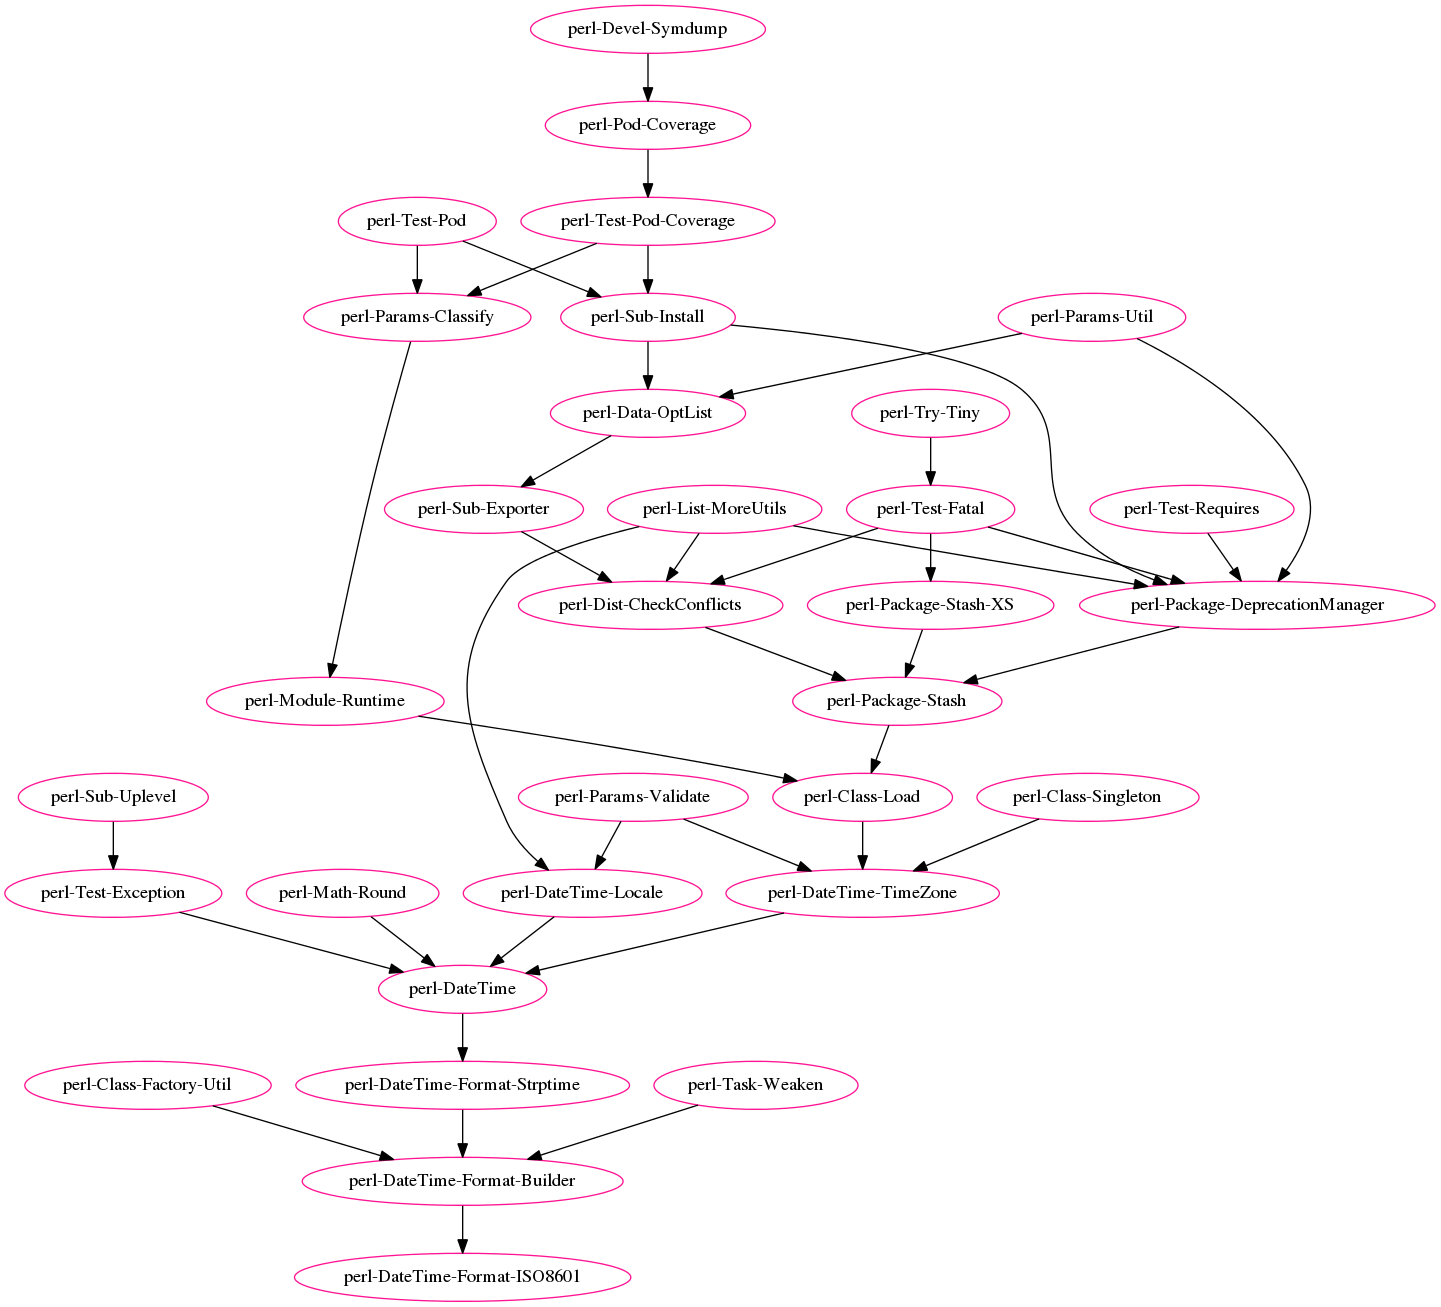 perl-Devel-Symdump
perl-Pod-Coverage
perl-Test-Pod
perl-Test-Pod-Coverage
perl-Params-Classify
perl-Sub-Install
perl-Params-Util
perl-Data-OptList
perl-Try-Tiny
perl-Sub-Exporter
perl-List-MoreUtils
perl-Test-Fatal
perl-Test-Requires
perl-Dist-CheckConflicts
perl-Package-Stash-XS
perl-Package-DeprecationManager
perl-Module-Runtime
perl-Package-Stash
perl-Sub-Uplevel
perl-Params-Validate
perl-Class-Load
perl-Class-Singleton
perl-Test-Exception
perl-Math-Round
perl-DateTime-Locale
perl-DateTime-TimeZone
perl-DateTime
perl-Class-Factory-Util
perl-DateTime-Format-Strptime
perl-Task-Weaken
perl-DateTime-Format-Builder
perl-DateTime-Format-ISO8601